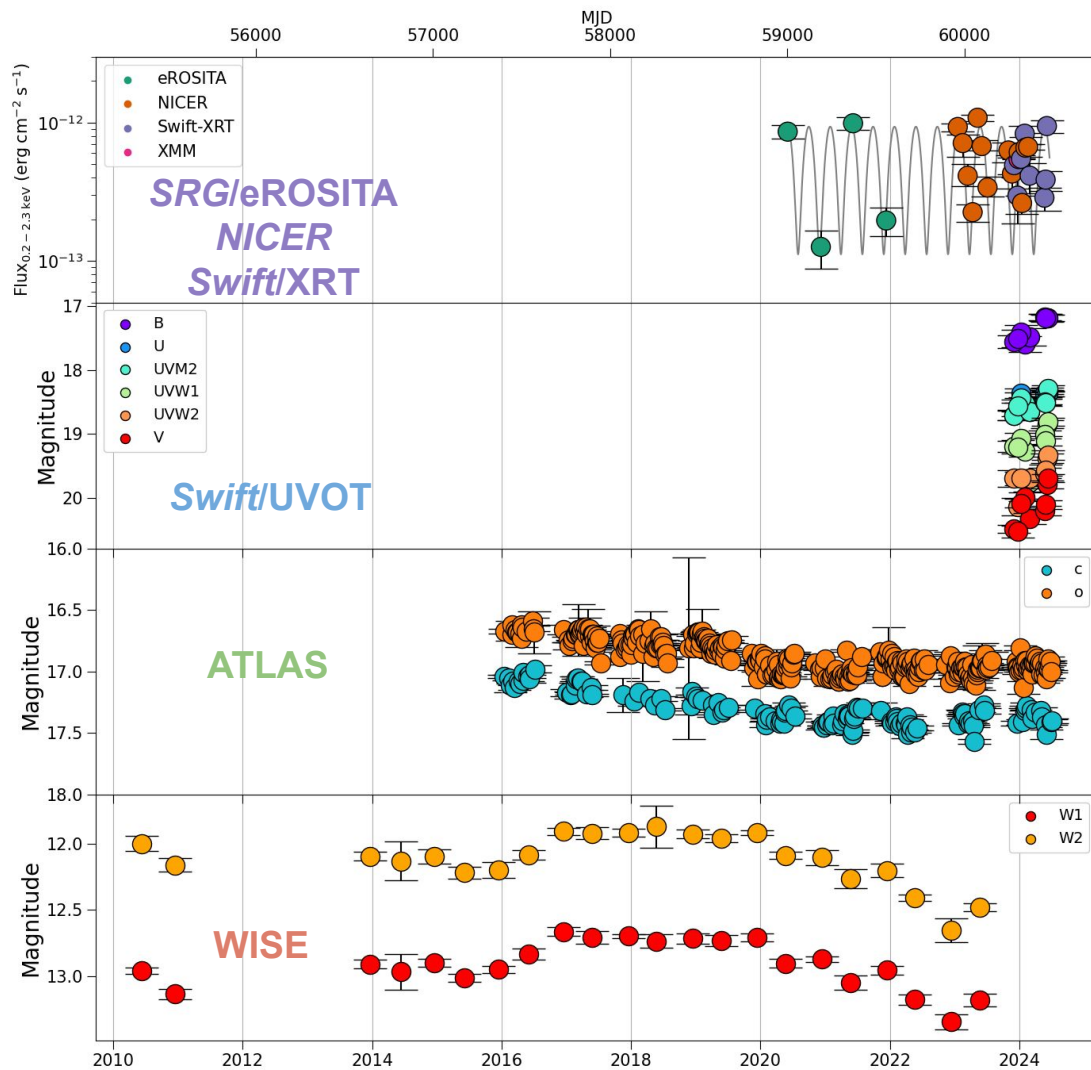 MJD
56000 57000 58000 59000 60000
Flux0.2 − 2.3 keV (erg cm−2 s−1)
10−12
10−13
eROSITA
NICER
Swift-XRT
XMM
SRG/eROSITA
NICER
Swift/XRT
Magnitude
17
18
19
20
B
U
UVM2
UVW1
UVW2
V
Swift/UVOT
Magnitude
16.0
16.5
17.0
17.5
18.0
c
o
ATLAS
Magnitude
12.0
12.5
13.0
W1
W2
WISE
2010 2012 2014 2016 2018 2020 2022 2024